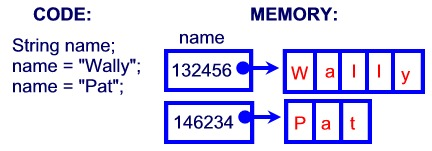 CODE:
MEMORY:
String name;
name = "Wally";
name = "Pat";
name
132456
W a l l y
146234
P a t